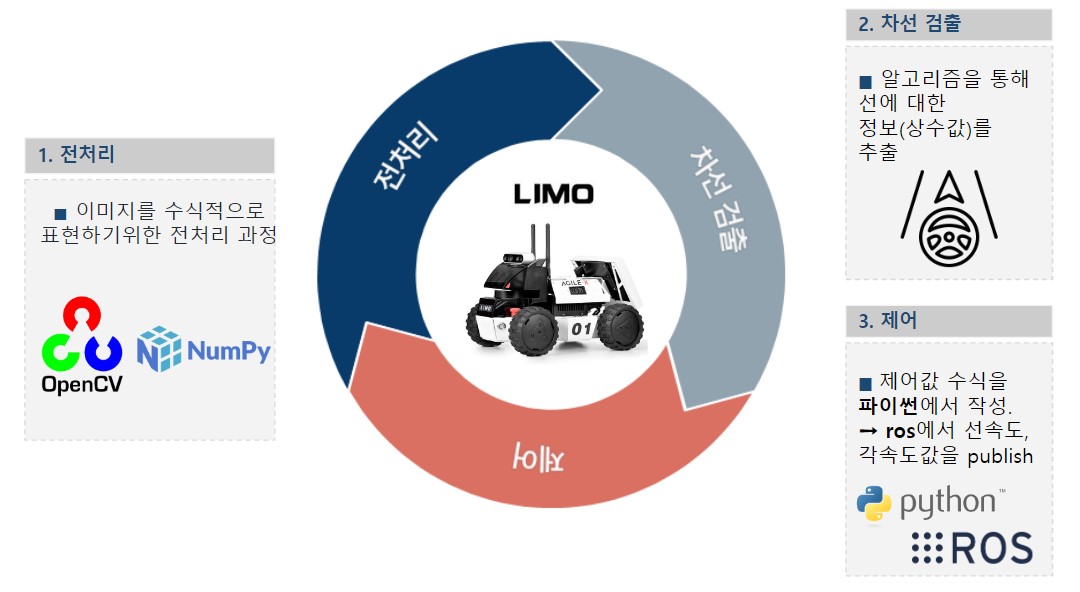 1. 전처리
■ 이미지를 수식적으로
표현하기위한 전처리 과정
OpenCV
NumPy
전처리
차선 검출
제어
LIMO
AGILE X
LIMO
01
2. 차선 검출
■ 알고리즘을 통해
선에 대한
정보(상수값)를
추출
3. 제어
■ 제어값 수식을
파이썬에서 작성.
→ ros에서 선속도,
각속도값을 publish
python™
ROS